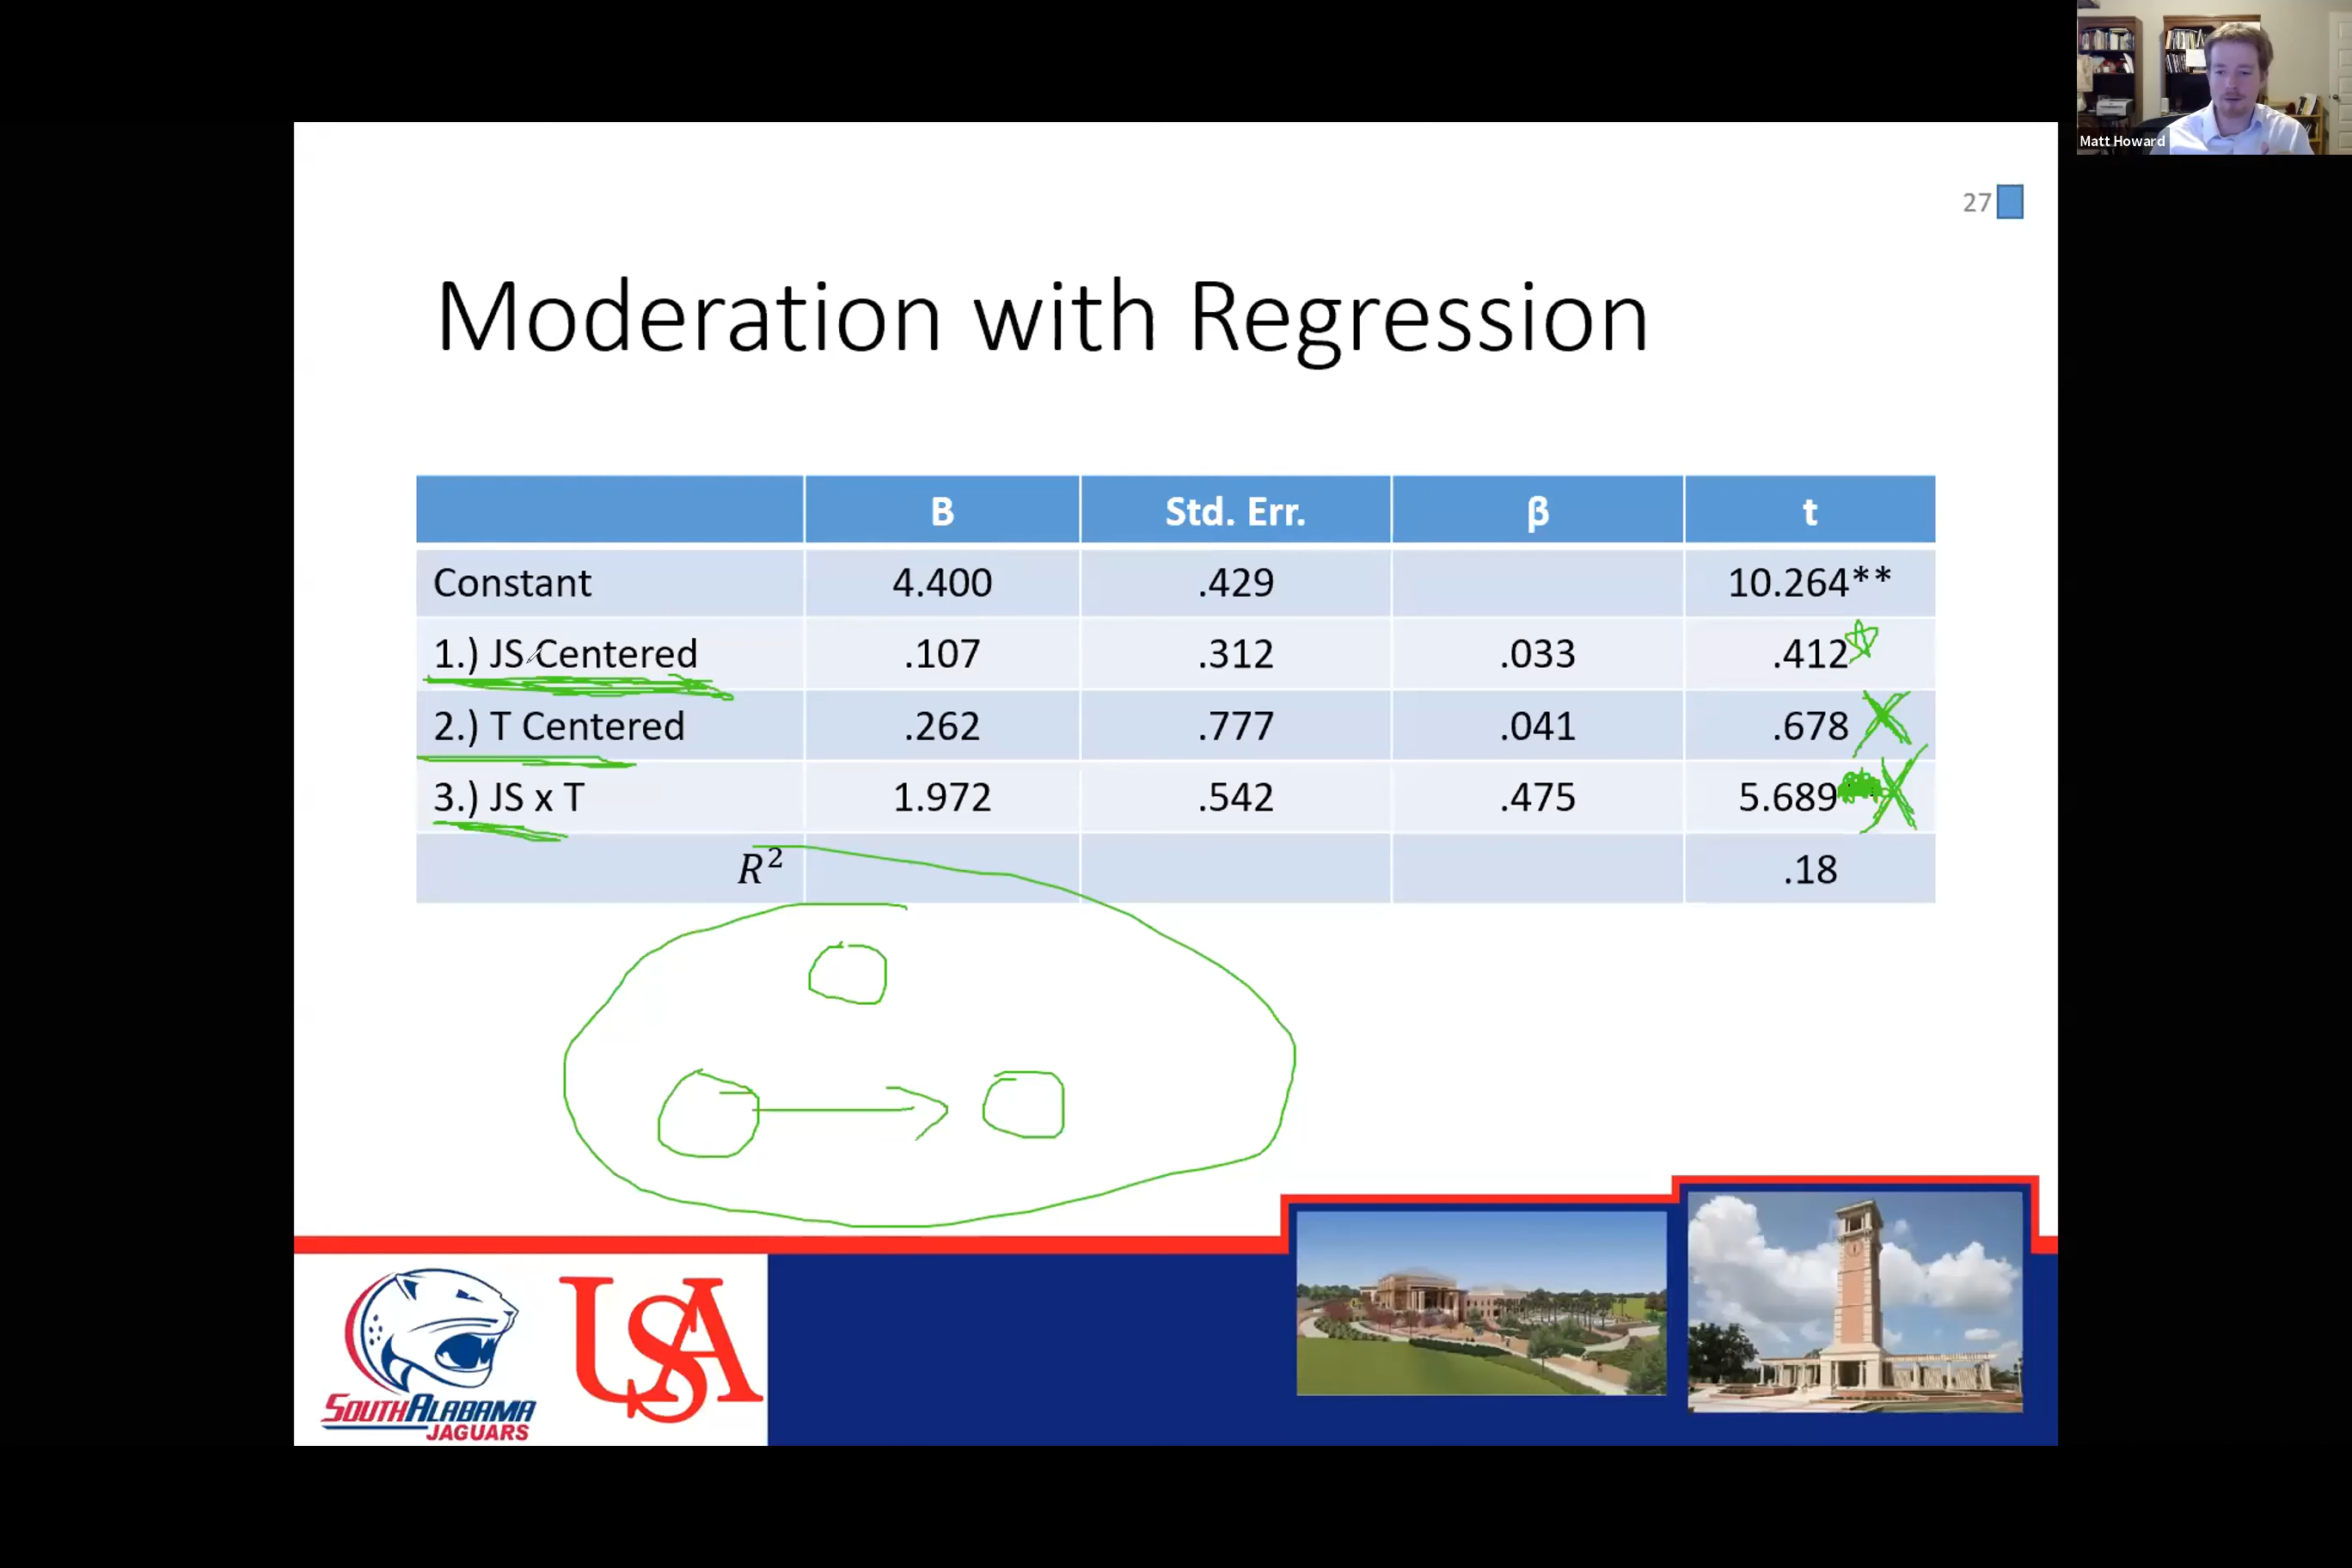 Matt Howard
27
Moderation with Regression
B Std. Err. β t
Constant 4.400 .429 10.264**
1.) JS Centered .107 .312 .033 .412
2.) T Centered .262 .777 .041 .678
3.) JS x T 1.972 .542 .475 5.689
R² .18
SOUTH ALABAMA
JAGUARS
USA